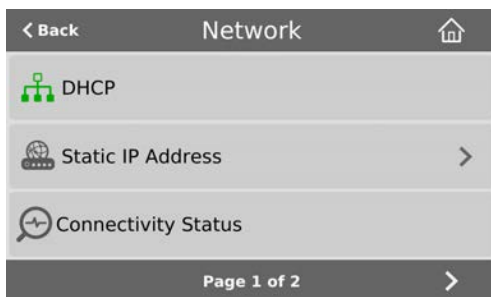 Back Network
DHCP
Static IP Address
Connectivity Status
Page 1 of 2